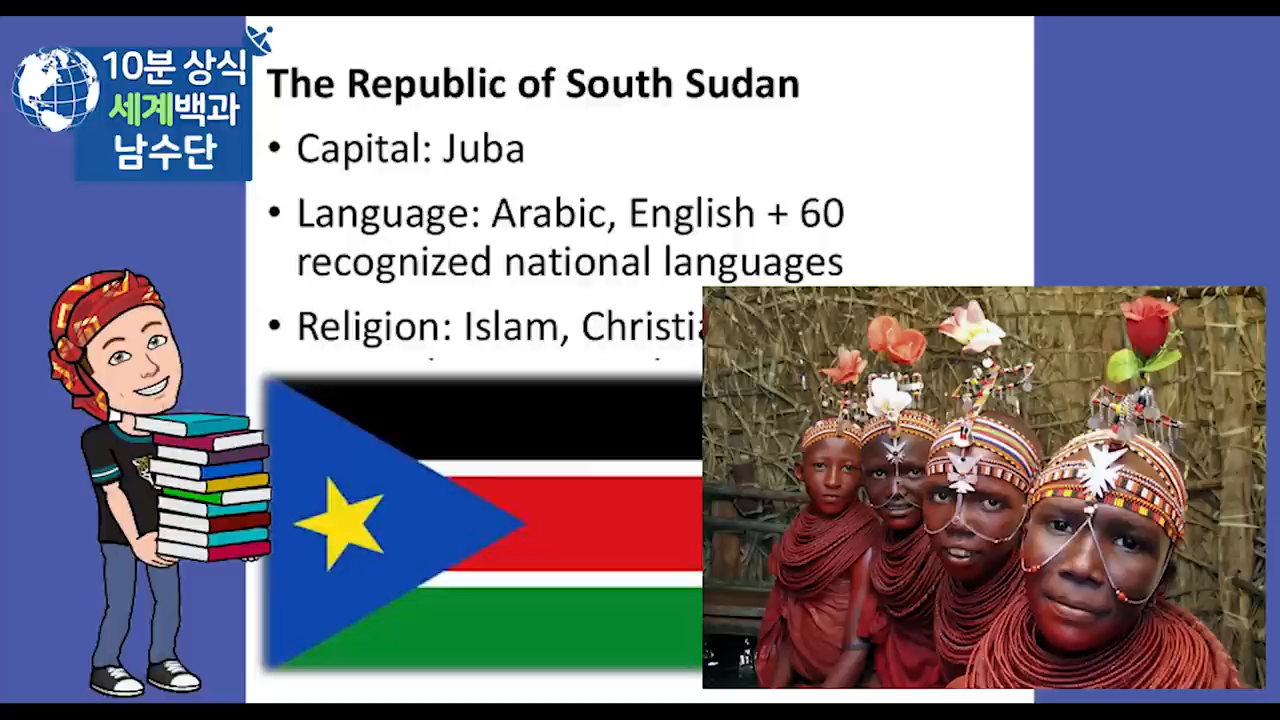 10분 상식
세계백과
남수단
The Republic of South Sudan
• Capital: Juba
• Language: Arabic, English + 60
recognized national languages
• Religion: Islam, Christia